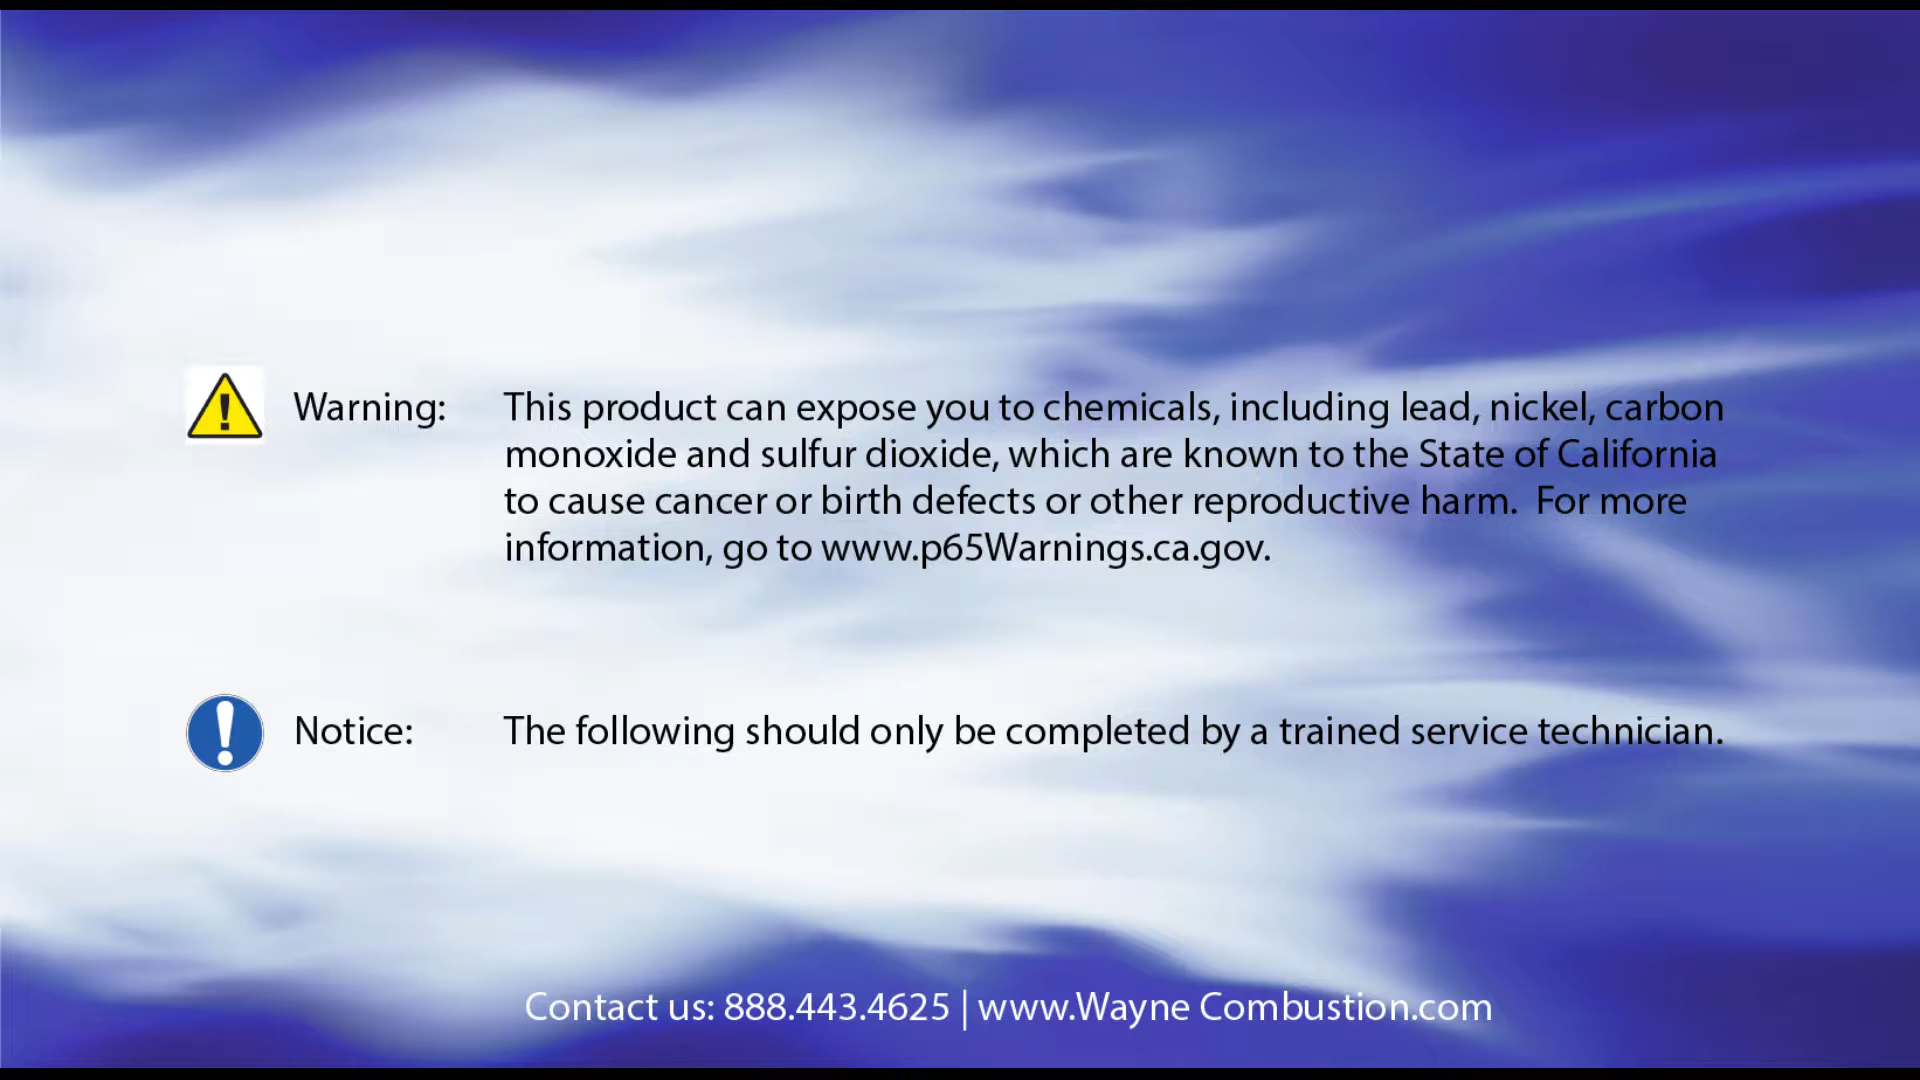 Warning: This product can expose you to chemicals, including lead, nickel, carbon
monoxide and sulfur dioxide, which are known to the State of California
to cause cancer or birth defects or other reproductive harm.  For more
information, go to www.p65Warnings.ca.gov.
Notice: The following should only be completed by a trained service technician.
Contact us: 888.443.4625 | www.Wayne Combustion.com